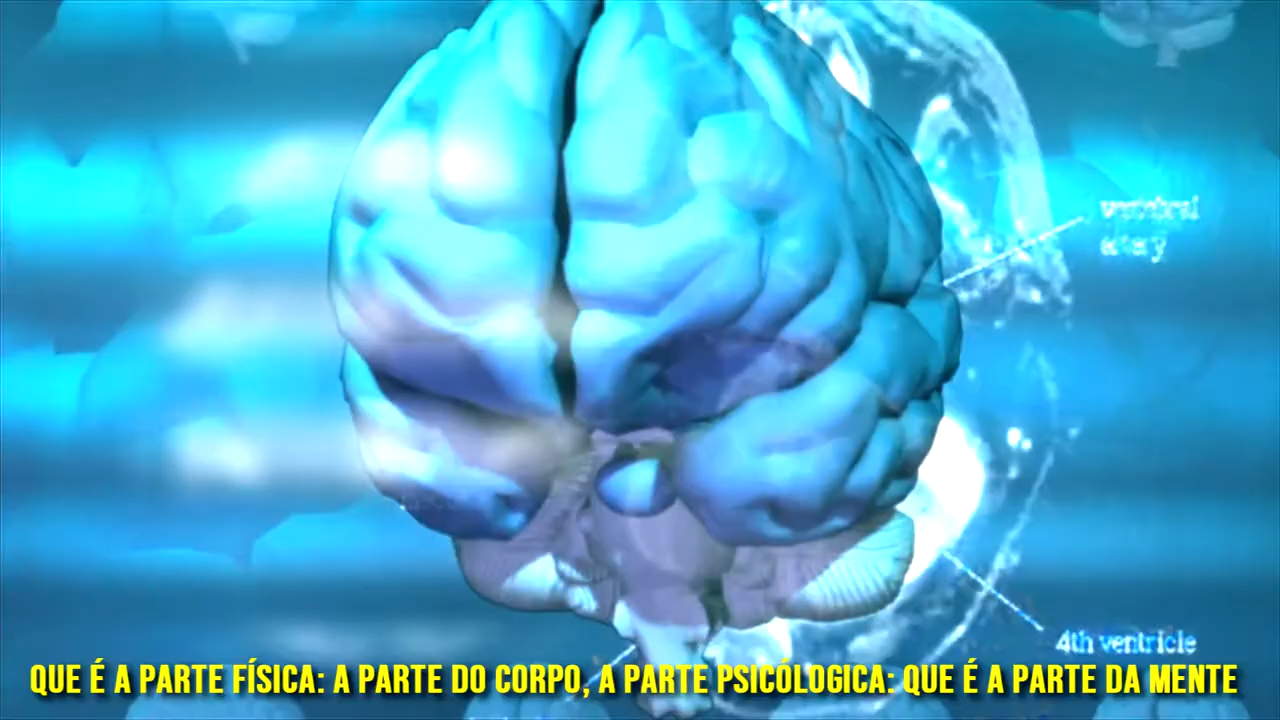 vertebral
artery
4th ventricle
QUE É A PARTE FÍSICA: A PARTE DO CORPO, A PARTE PSICÓLOGICA: QUE É A PARTE DA MENTE